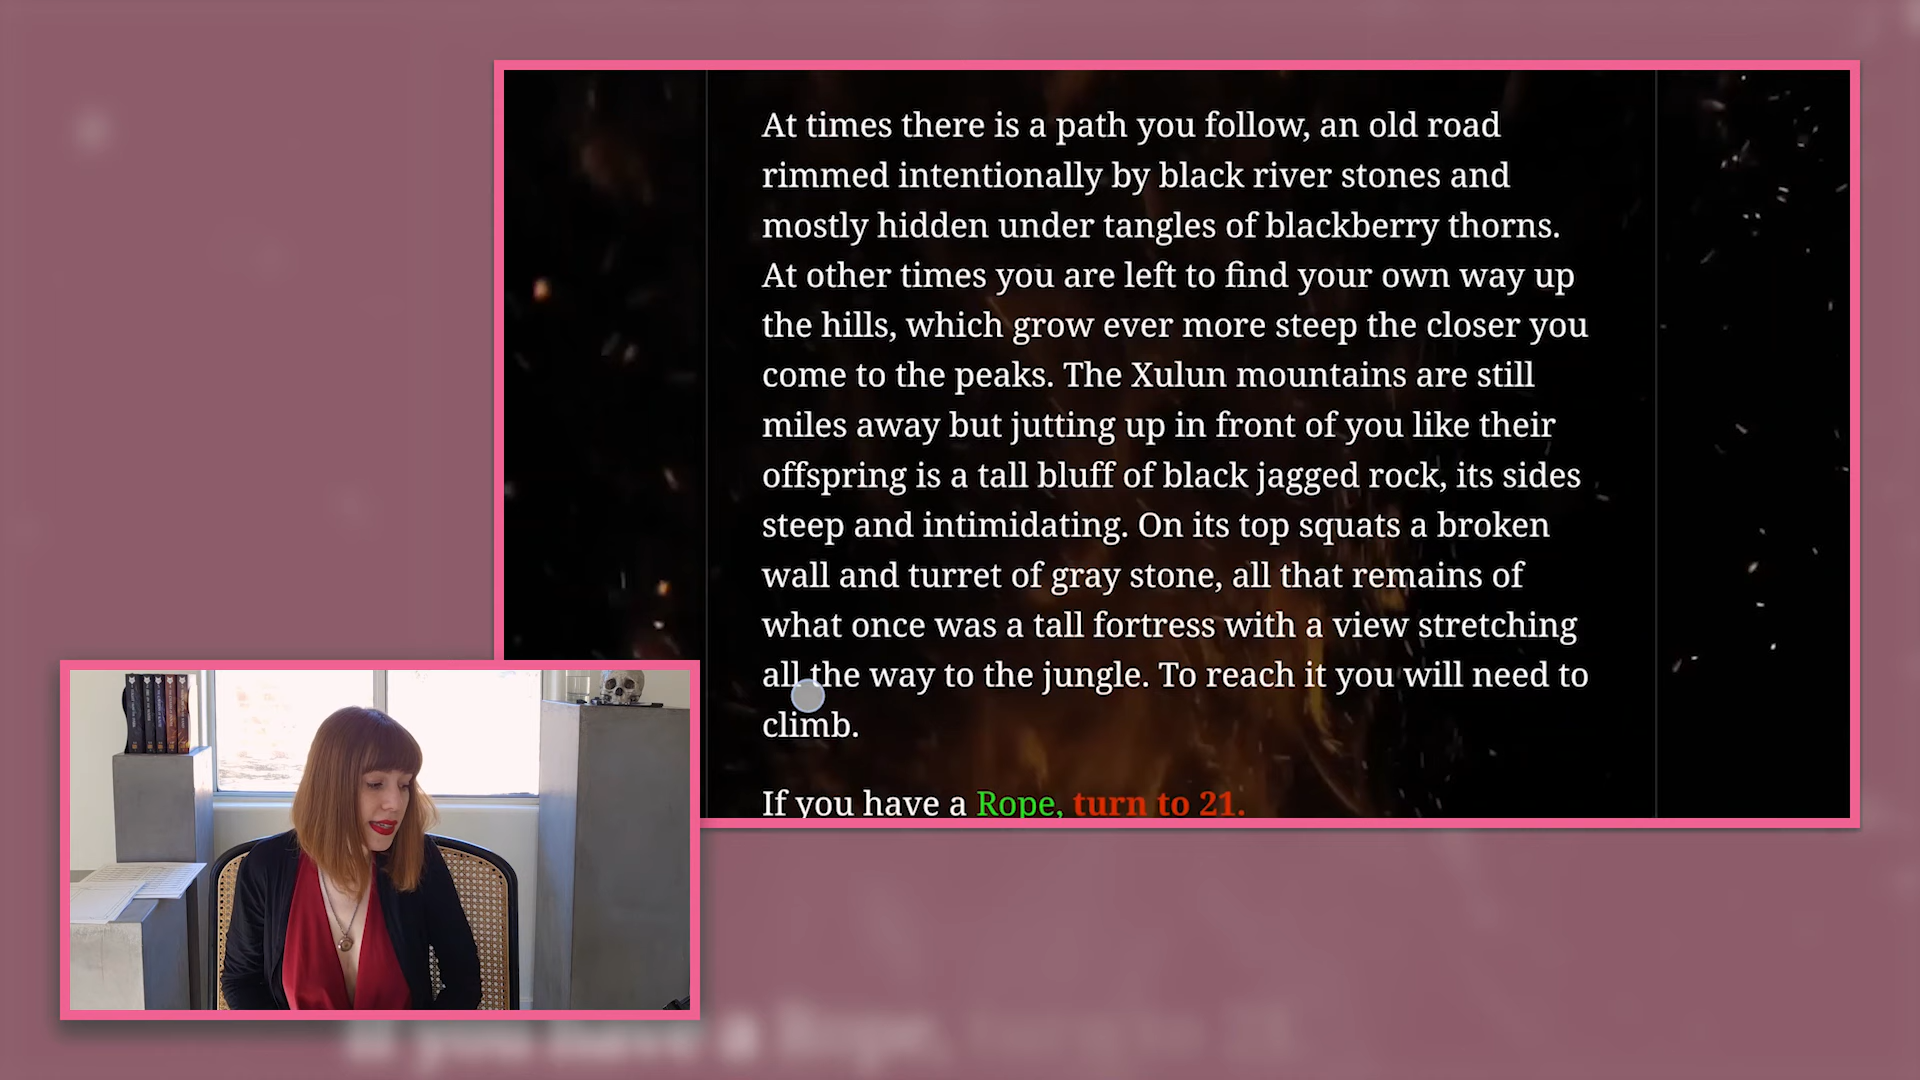 At times there is a path you follow, an old road
rimmed intentionally by black river stones and
mostly hidden under tangles of blackberry thorns.
At other times you are left to find your own way up
the hills, which grow ever more steep the closer you
come to the peaks. The Xulun mountains are still
miles away but jutting up in front of you like their
offspring is a tall bluff of black jagged rock, its sides
steep and intimidating. On its top squats a broken
wall and turret of gray stone, all that remains of
what once was a tall fortress with a view stretching
all the way to the jungle. To reach it you will need to
climb.
If you have a Rope, turn to 21.